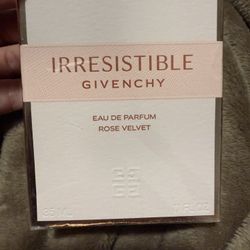 IRRESISTIBLE
GIVENCHY
EAU DE PARFUM
ROSE VELVET